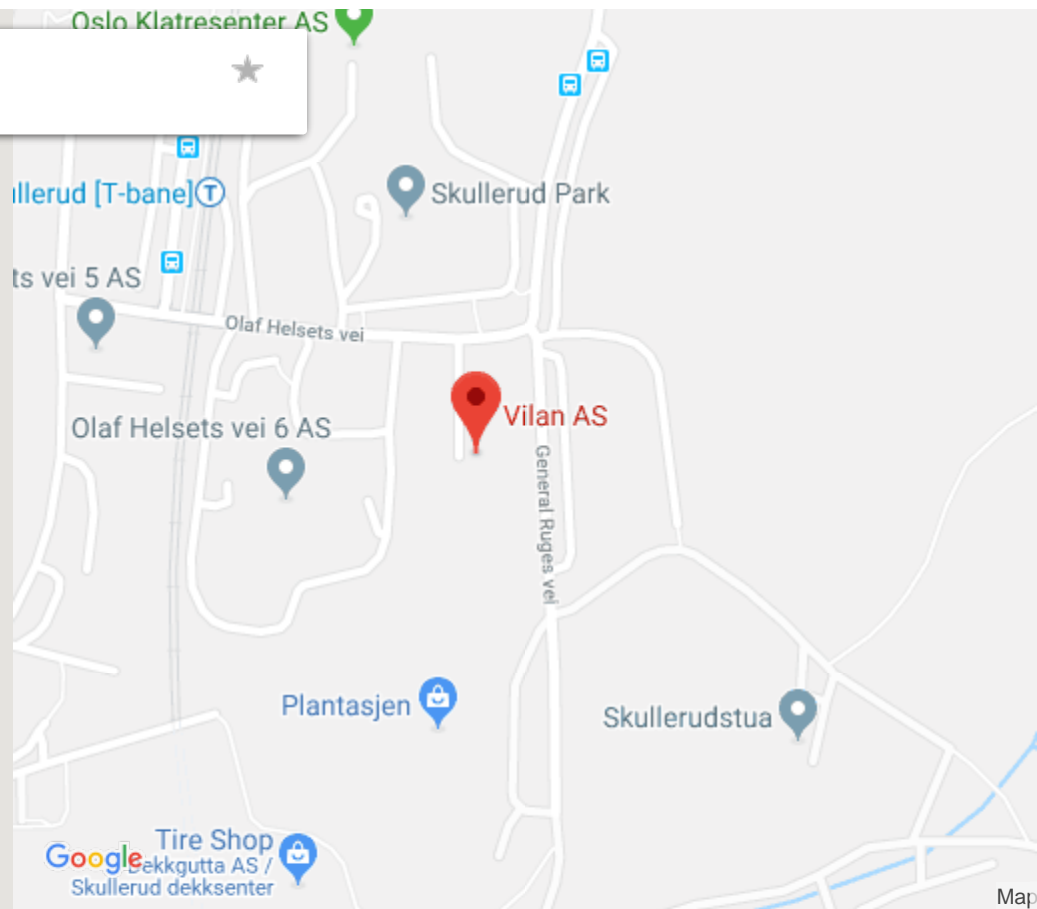 Oslo Klatresenter AS
llerud [T-bane] T
Skullerud Park
ts vei 5 AS
Olaf Helsets vei
Vilan AS
Olaf Helsets vei 6 AS
General Ruges vei
Plantasjen
Skullerudstua
Tire Shop
Google
ekkgutta AS /
Skullerud dekksenter
Map